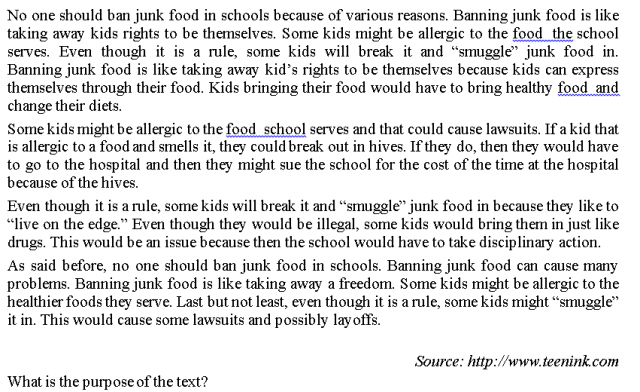 No one should ban junk food in schools because of various reasons. Banning junk food is like
taking away kids rights to be themselves. Some kids might be allergic to the food the school
serves. Even though it is a rule, some kids will break it and “smuggle” junk food in.
Banning junk food is like taking away kid’s rights to be themselves because kids can express
themselves through their food. Kids bringing their food would have to bring healthy food and
change their diets.
Some kids might be allergic to the food school serves and that could cause lawsuits. If a kid that
is allergic to a food and smells it, they could break out in hives. If they do, then they would have
to go to the hospital and then they might sue the school for the cost of the time at the hospital
because of the hives.
Even though it is a rule, some kids will break it and “smuggle” junk food in because they like to
“live on the edge.” Even though they would be illegal, some kids would bring them in just like
drugs. This would be an issue because then the school would have to take disciplinary action.
As said before, no one should ban junk food in schools. Banning junk food can cause many
problems. Banning junk food is like taking away a freedom. Some kids might be allergic to the
healthier foods they serve. Last but not least, even though it is a rule, some kids might “smuggle”
it in. This would cause some lawsuits and possibly layoffs.
Source: http://www.teenink.com
What is the purpose of the text?